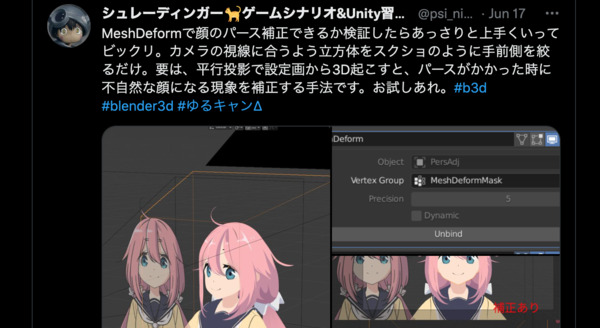 シュレーディンガー🐈ゲームシナリオ&Unity習... @psi_ni... · Jun 17
MeshDeformで顔のパース補正できるか検証したらあっさりと上手くいって
ビックリ。カメラの視線に合うよう立方体をスクショのように手前側を絞
るだけ。要は、平行投影で設定画から3D起こすと、パースがかかった時に
不自然な顔になる現象を補正する手法です。お試しあれ。#b3d
#blender3d #ゆるキャンΔ
Deform
Object PersAdj
Vertex Group MeshDeformMask
Precision 5
Dynamic
Unbind
補正あり